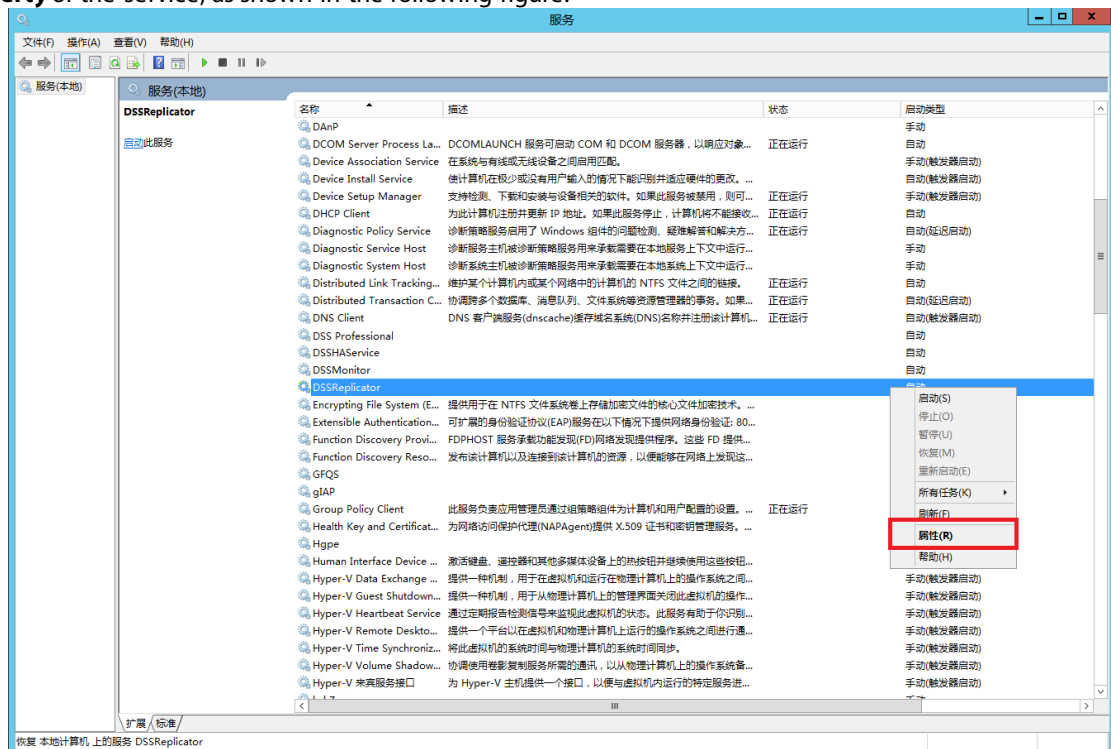 erty of the service, as shown in the following figure.
服务
文件(F) 操作(A) 查看(V) 帮助(H)
服务(本地)
服务(本地)
DSSReplicator
启动此服务
名称 描述 状态 启动类型
DAnP 手动
DCOM Server Process La... DCOMLAUNCH 服务可启动 COM 和 DCOM 服务器，以响应对象... 正在运行 自动
Device Association Service 在系统与有线或无线设备之间启用匹配。 手动(触发器启动)
Device Install Service 使计算机在极少或没有用户输入的情况下能识别并适应硬件的更改。... 自动(触发器启动)
Device Setup Manager 支持检测、下载和安装与设备相关的软件。如果此服务被禁用，则可... 正在运行 手动(触发器启动)
DHCP Client 为此计算机注册并更新 IP 地址。如果此服务停止，计算机将不能接收... 正在运行 自动
Diagnostic Policy Service 诊断策略服务启用了 Windows 组件的问题检测、疑难解答和解决方... 正在运行 自动(延迟启动)
Diagnostic Service Host 诊断服务主机被诊断策略服务用来承载需要在本地服务上下文中运行... 手动
Diagnostic System Host 诊断系统主机被诊断策略服务用来承载需要在本地系统上下文中运行... 手动
Distributed Link Tracking... 维护某个计算机内或某个网络中的计算机的 NTFS 文件之间的链接。 正在运行 自动
Distributed Transaction C... 协调跨多个数据库、消息队列、文件系统等资源管理器的事务。如果... 正在运行 自动(延迟启动)
DNS Client DNS 客户端服务(dnscache)缓存域名系统(DNS)名称并注册该计算机... 正在运行 自动(触发器启动)
DSS Professional 自动
DSSHAService 自动
DSSMonitor 自动
DSSReplicator 自动
Encrypting File System (E... 提供用于在 NTFS 文件系统卷上存储加密文件的核心文件加密技术。...
Extensible Authentication... 可扩展的身份验证协议(EAP)服务在以下情况下提供网络身份验证: 80...
Function Discovery Provi... FDPHOST 服务承载功能发现(FD)网络发现提供程序。这些 FD 提供...
Function Discovery Reso... 发布该计算机以及连接到该计算机的资源，以便能够在网络上发现这...
GFQS
gIAP
Group Policy Client 此服务负责应用管理员通过组策略组件为计算机和用户配置的设置。... 正在运行
Health Key and Certificat... 为网络访问保护代理(NAPAgent)提供 X.509 证书和密钥管理服务。...
Hgpe
Human Interface Device ... 激活键盘、遥控器和其他多媒体设备上的热按钮并继续使用这些按钮...
Hyper-V Data Exchange ... 提供一种机制，用于在虚拟机和运行在物理计算机上的操作系统之间... 手动(触发器启动)
Hyper-V Guest Shutdown... 提供一种机制，用于从物理计算机上的管理界面关闭此虚拟机的操作... 手动(触发器启动)
Hyper-V Heartbeat Service 通过定期报告检测信号来监视此虚拟机的状态。此服务有助于你识别... 手动(触发器启动)
Hyper-V Remote Deskto... 提供一个平台以在虚拟机和物理计算机上运行的操作系统之间进行通... 手动(触发器启动)
Hyper-V Time Synchroniz... 将此虚拟机的系统时间与物理计算机的系统时间同步。 手动(触发器启动)
Hyper-V Volume Shadow... 协调使用卷影复制服务所需的通讯，以从物理计算机上的操作系统备... 手动(触发器启动)
Hyper-V 来宾服务接口 为 Hyper-V 主机提供一个接口，以便与虚拟机内运行的特定服务进... 手动(触发器启动)
启动(S)
停止(O)
暂停(U)
恢复(M)
重新启动(E)
所有任务(K)
刷新(F)
属性(R)
帮助(H)
扩展 标准
恢复 本地计算机 上的服务 DSSReplicator